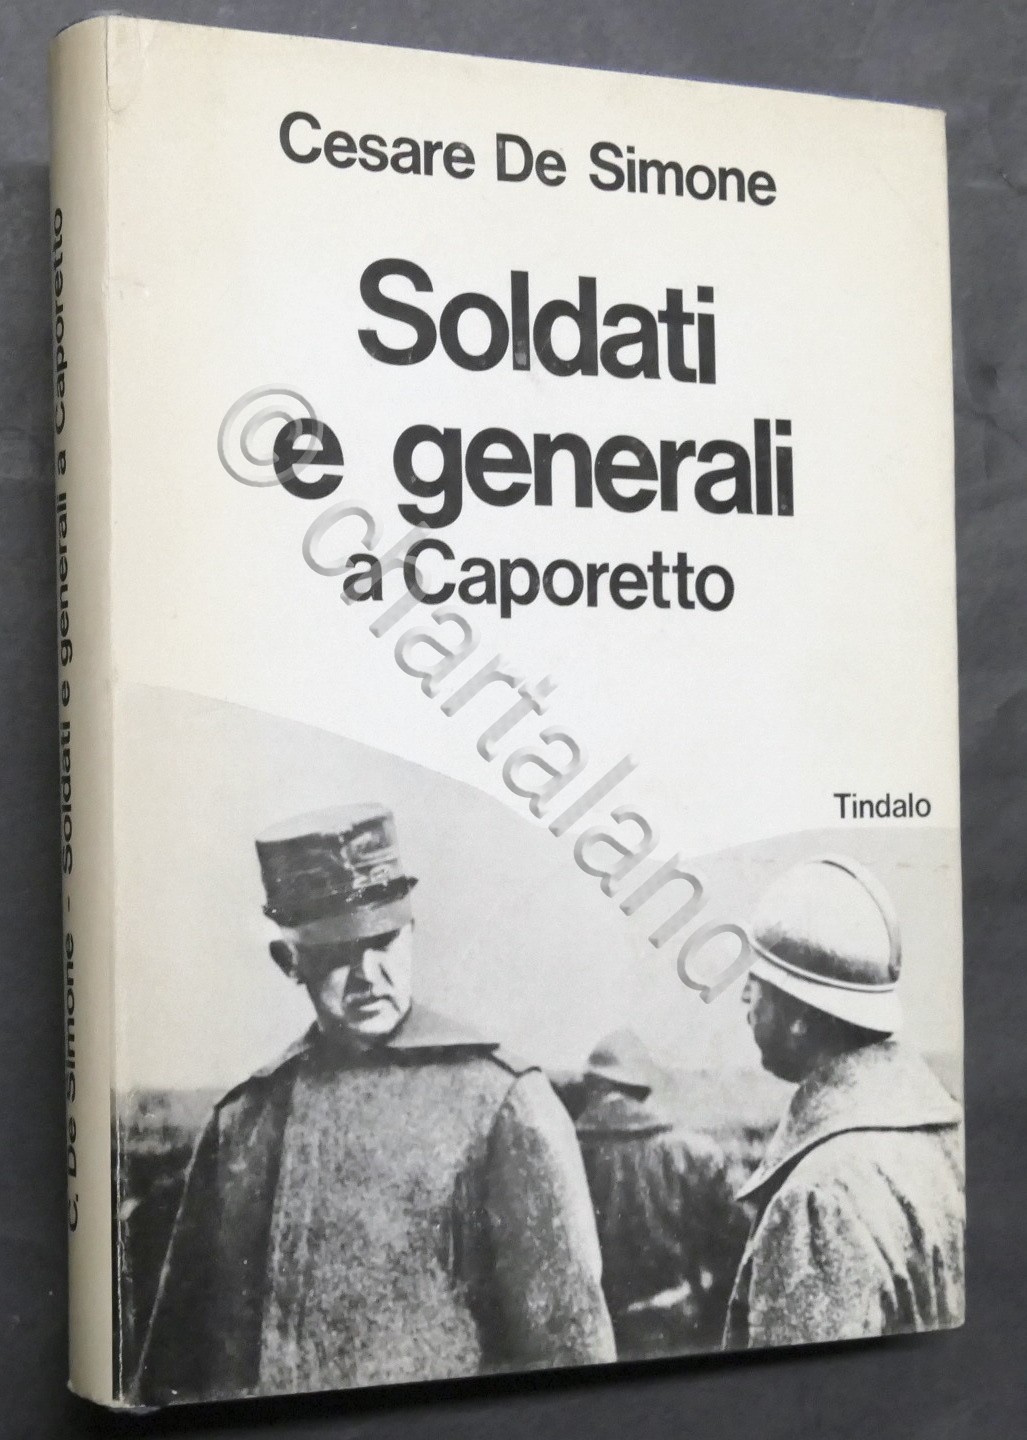 Cesare De Simone
Soldati
e generali
a Caporetto
Tindalo
C. De Simone - Soldati e generali a Caporetto
© chartaland